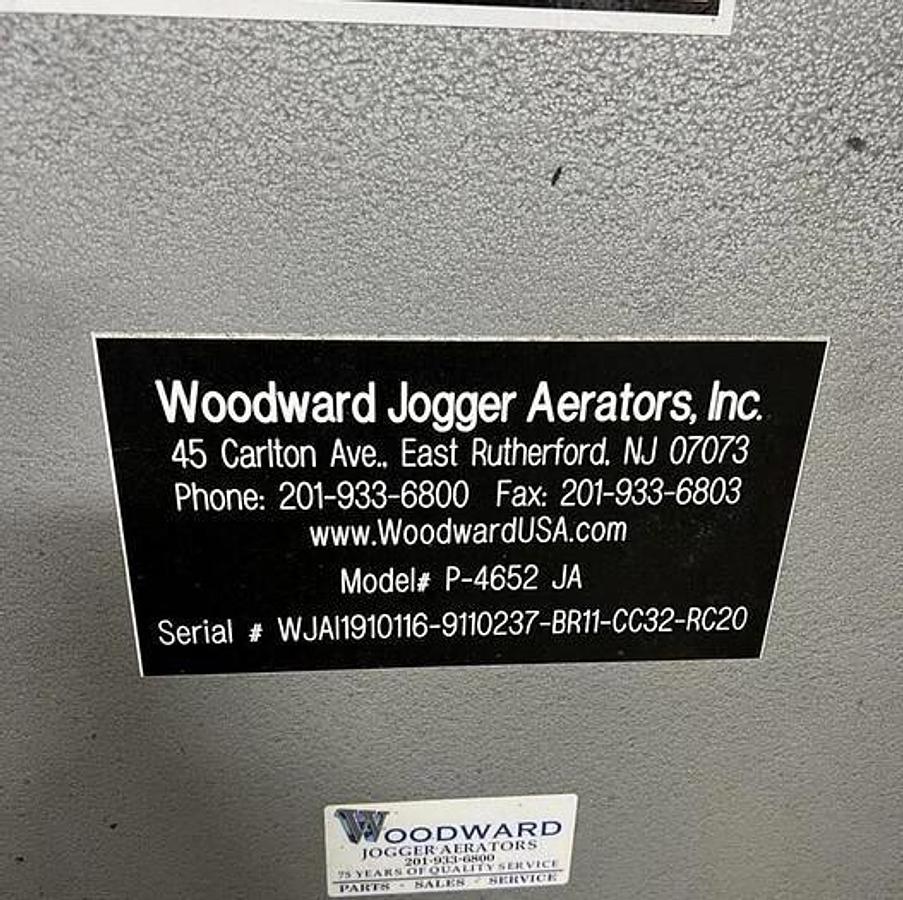 Woodward Jogger Aerators, Inc.
45 Carlton Ave., East Rutherford, NJ 07073
Phone: 201-933-6800 Fax: 201-933-6803
www.WoodwardUSA.com
Model# P-4652 JA
Serial # WJAI1910116-9110237-BR11-CC32-RC20
WOODWARD
JOGGER AERATORS
201-933-6800
75 YEARS OF QUALITY SERVICE
PARTS - SALES - SERVICE